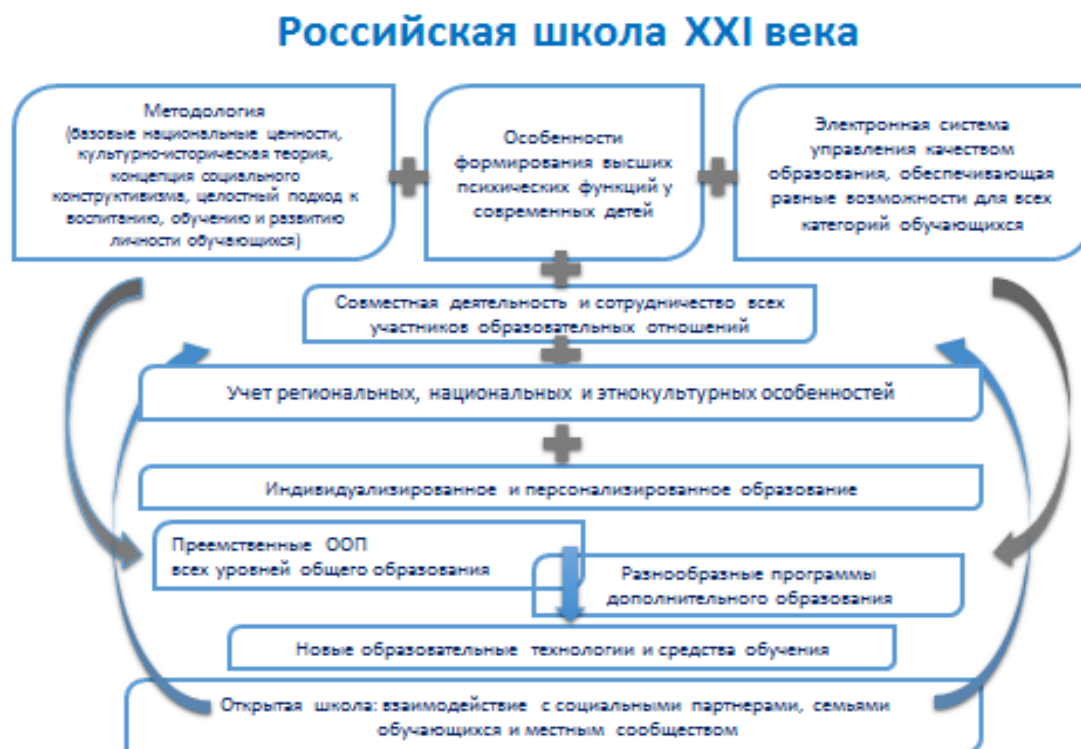 Российская школа XXI века
Методология
(базовые национальные ценности,
культурно-историческая теория,
концепция социального
конструктивизма, целостный подход к
воспитанию, обучению и развитию
личности обучающихся)
Особенности
формирования высших
психических функций у
современных детей
Электронная система
управления качеством
образования, обеспечивающая
равные возможности для всех
категорий обучающихся
Совместная деятельность и сотрудничество всех
участников образовательных отношений
Учет региональных, национальных и этнокультурных особенностей
Индивидуализированное и персонализированное образование
Преемственные ООП
всех уровней общего образования
Разнообразные программы
дополнительного образования
Новые образовательные технологии и средства обучения
Открытая школа: взаимодействие с социальными партнерами, семьями
обучающихся и местным сообществом